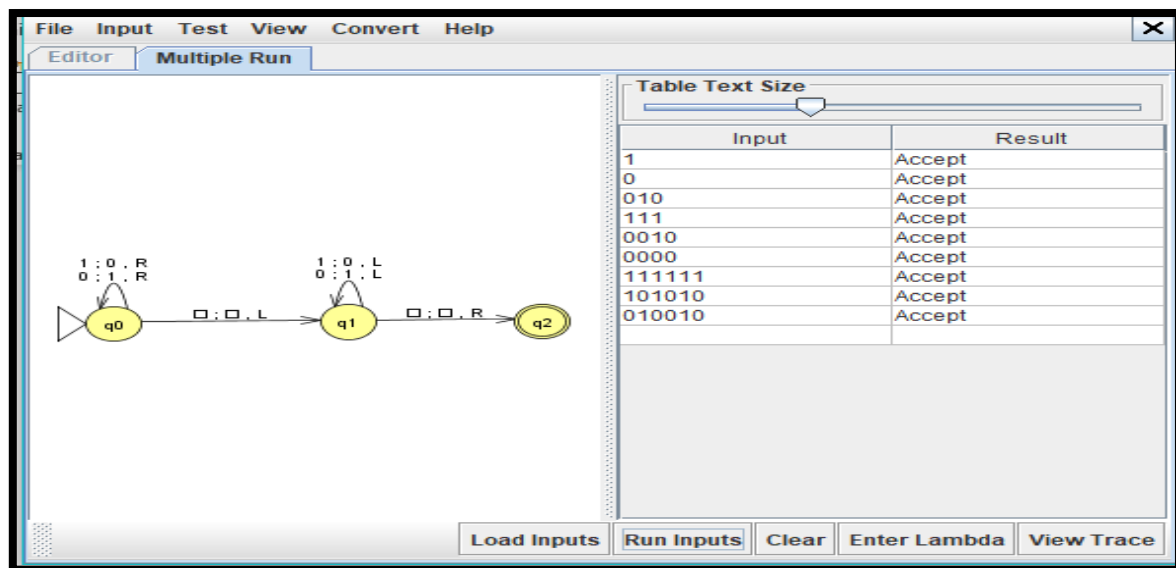 File Input Test View Convert Help
Editor Multiple Run
Table Text Size
Input Result
1 Accept
0 Accept
010 Accept
111 Accept
0010 Accept
0000 Accept
111111 Accept
101010 Accept
010010 Accept
1 ; 0 , R
0 ; 1 , R
1 ; 0 , L
0 ; 1 , L
□ ; □ , L
□ ; □ , R
q0
q1
q2
Load Inputs Run Inputs Clear Enter Lambda View Trace